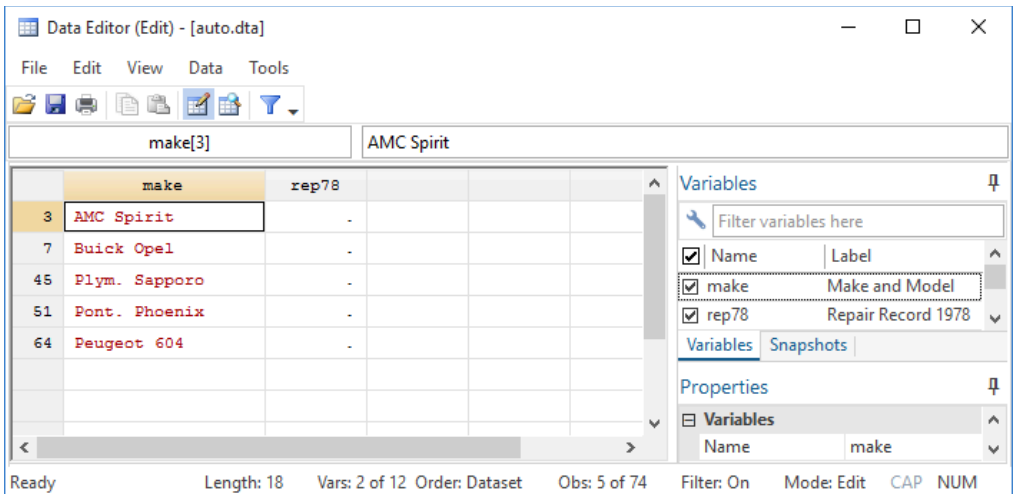 Data Editor (Edit) - [auto.dta]
File Edit View Data Tools
make[3] AMC Spirit
make rep78
3 AMC Spirit .
7 Buick Opel .
45 Plym. Sapporo .
51 Pont. Phoenix .
64 Peugeot 604 .
Variables
Filter variables here
Name Label
make Make and Model
rep78 Repair Record 1978
Variables Snapshots
Properties
Variables
Name make
Ready Length: 18 Vars: 2 of 12 Order: Dataset Obs: 5 of 74 Filter: On Mode: Edit CAP NUM